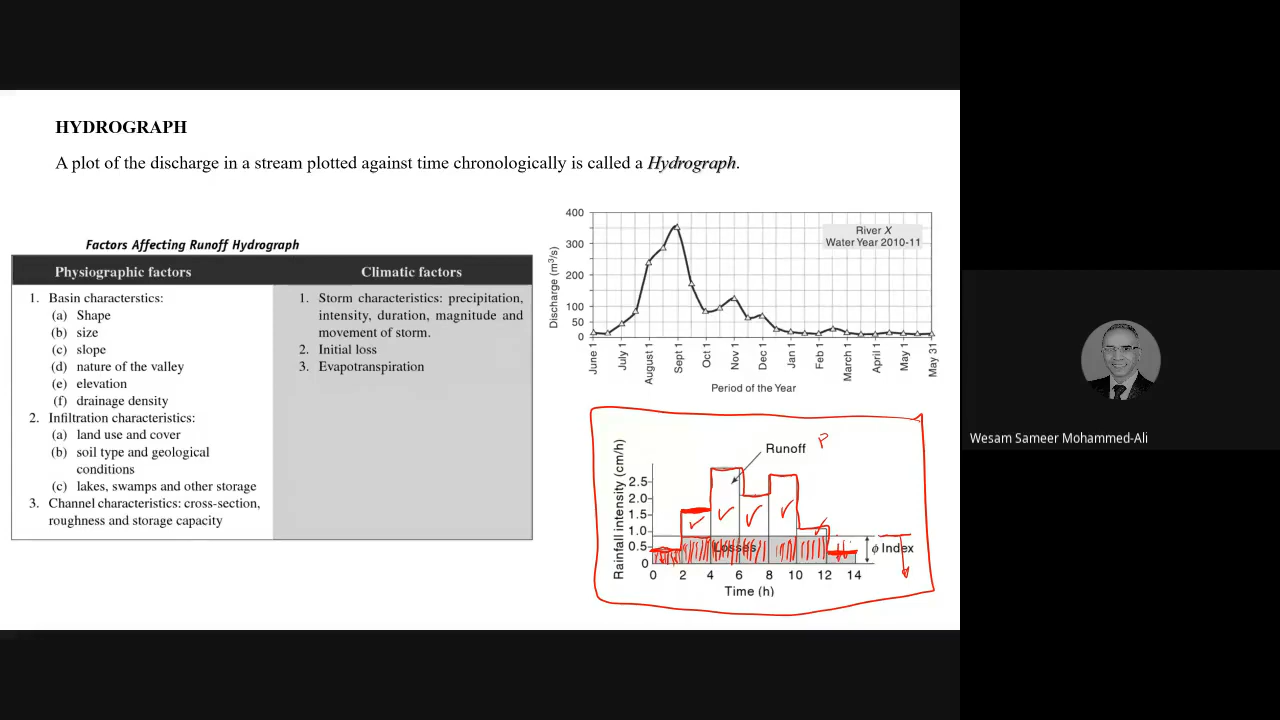 HYDROGRAPH
A plot of the discharge in a stream plotted against time chronologically is called a Hydrograph.
Factors Affecting Runoff Hydrograph
Physiographic factors
1. Basin characterstics:
(a) Shape
(b) size
(c) slope
(d) nature of the valley
(e) elevation
(f) drainage density
2. Infiltration characteristics:
(a) land use and cover
(b) soil type and geological
conditions
(c) lakes, swamps and other storage
3. Channel characteristics: cross-section,
roughness and storage capacity
Climatic factors
1. Storm characteristics: precipitation,
intensity, duration, magnitude and
movement of storm.
2. Initial loss
3. Evapotranspiration
400
300
200
100
50
0
Discharge (m³/s)
River X
Water Year 2010-11
June 1
July 1
August 1
Sept 1
Oct 1
Nov 1
Dec 1
Jan 1
Feb 1
March 1
April 1
May 1
May 31
Period of the Year
Rainfall intensity (cm/h)
2.5
2.0
1.5
1.0
0.5
0
Runoff P
Losses
ϕ Index
0 2 4 6 8 10 12 14
Time (h)
Wesam Sameer Mohammed-Ali